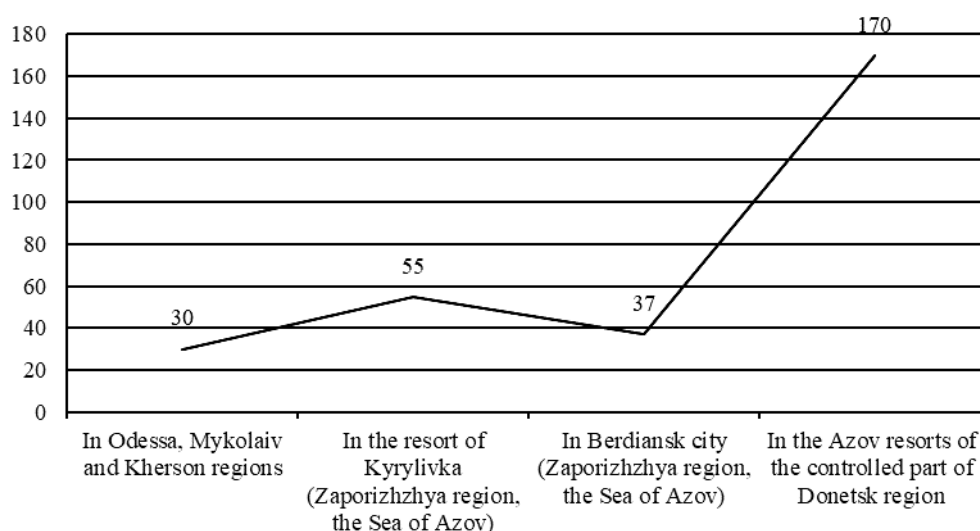 180
160
140
120
100
80
60
40
20
0
30
55
37
170
In Odessa, Mykolaiv
and Kherson regions
In the resort of
Kyrylivka
(Zaporizhzhya region,
the Sea of Azov)
In Berdiansk city
(Zaporizhzhya region,
the Sea of Azov)
In the Azov resorts of
the controlled part of
Donetsk region